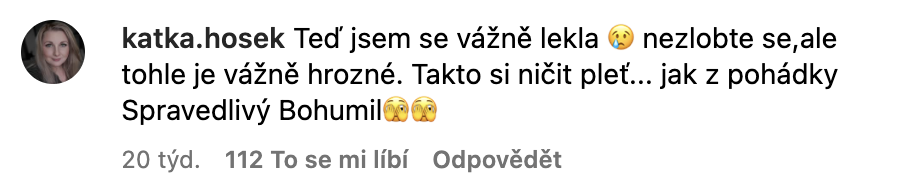 katka.hosek Teď jsem se vážně lekla 😢 nezlobte se,ale
tohle je vážně hrozné. Takto si ničit pleť... jak z pohádky
Spravedlivý Bohumil🫣🫣
20 týd. 112 To se mi líbí Odpovědět